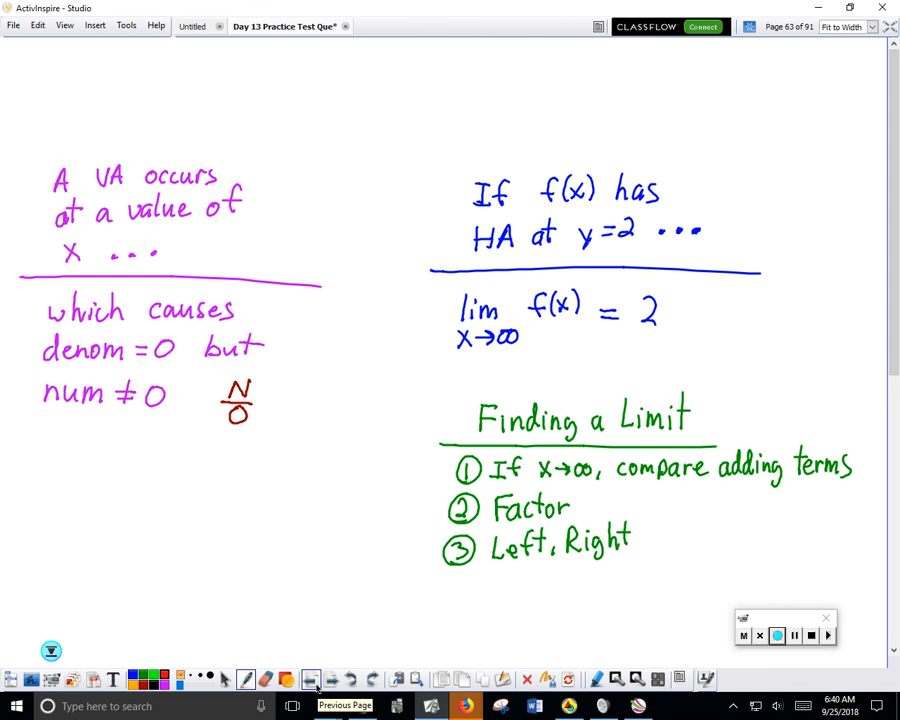 ActivInspire - Studio
File Edit View Insert Tools Help
Untitled
Day 13 Practice Test Que*
CLASSFLOW
Connect
Page 63 of 91
Fit to Width
A VA occurs
at a value of
x ...
which causes
denom = 0 but
num ≠ 0
N
0
If f(x) has
HA at y = 2 ...
lim f(x) = 2
x→∞
Finding a Limit
① If x→∞, compare adding terms
② Factor
③ Left, Right
M
T
Previous Page
Type here to search
6:40 AM
9/25/2018